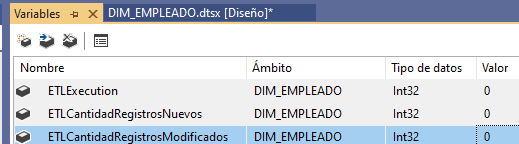 Variables DIM_EMPLEADO.dtsx [Diseño]*
Nombre Ámbito Tipo de datos Valor
ETLExecution DIM_EMPLEADO Int32 0
ETLCantidadRegistrosNuevos DIM_EMPLEADO Int32 0
ETLCantidadRegistrosModificados DIM_EMPLEADO Int32 0